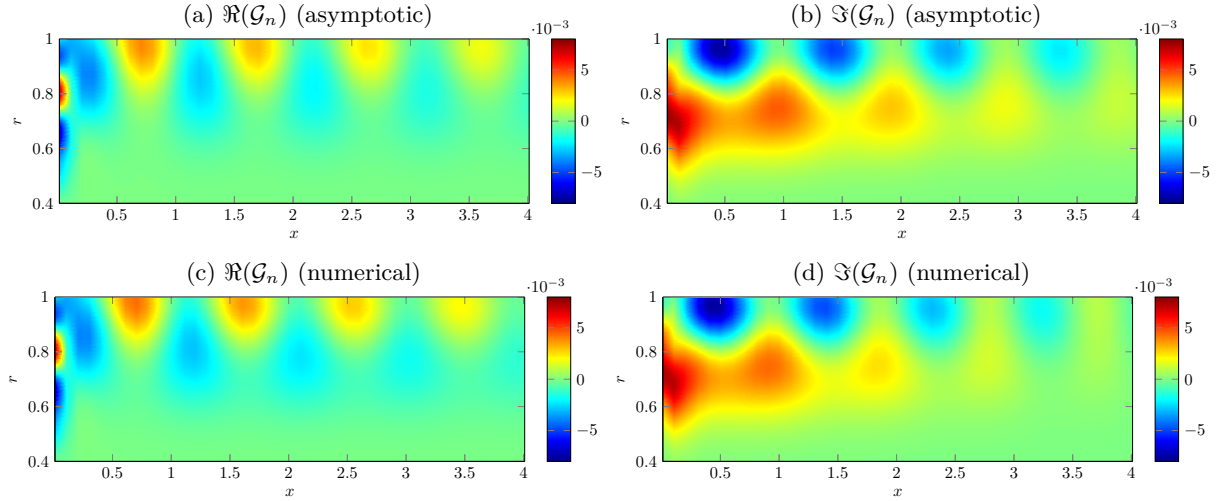 (a) ℜ(𝒢ₙ) (asymptotic)
(b) ℑ(𝒢ₙ) (asymptotic)
·10⁻³
·10⁻³
1
0.8
0.6
0.4
r
0.5 1 1.5 2 2.5 3 3.5 4
x
5
0
−5
1
0.8
0.6
0.4
r
0.5 1 1.5 2 2.5 3 3.5 4
x
5
0
−5
(c) ℜ(𝒢ₙ) (numerical)
(d) ℑ(𝒢ₙ) (numerical)
·10⁻³
·10⁻³
1
0.8
0.6
0.4
r
0.5 1 1.5 2 2.5 3 3.5 4
x
5
0
−5
1
0.8
0.6
0.4
r
0.5 1 1.5 2 2.5 3 3.5 4
x
5
0
−5